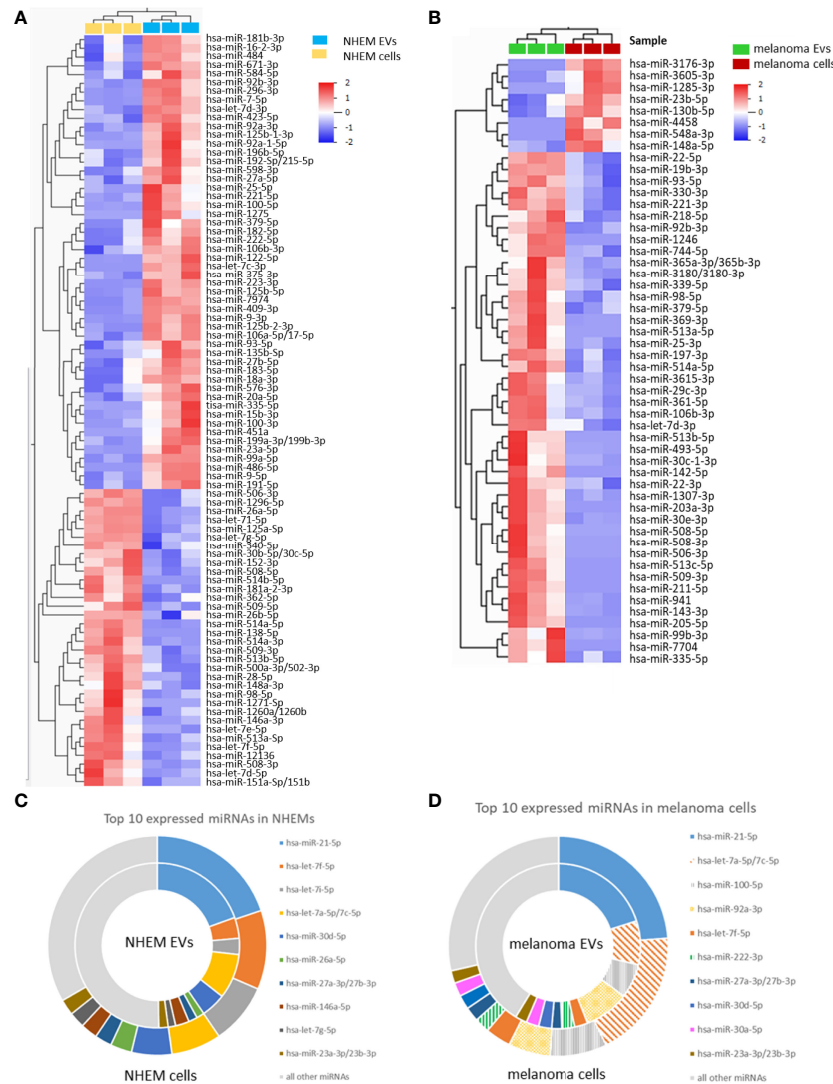 A
NHEM EVs
NHEM cells
2
1
0
-1
-2
hsa-miR-181b-3p
hsa-miR-16-2-3p
hsa-miR-484
hsa-miR-671-3p
hsa-miR-584-5p
hsa-miR-92b-3p
hsa-miR-296-3p
hsa-miR-7-5p
hsa-let-7d-3p
hsa-miR-423-5p
hsa-miR-92a-3p
hsa-miR-125b-1-3p
hsa-miR-92a-1-5p
hsa-miR-196b-5p
hsa-miR-192-5p/215-5p
hsa-miR-598-3p
hsa-miR-27a-5p
hsa-miR-25-5p
hsa-miR-221-5p
hsa-miR-100-5p
hsa-miR-1275
hsa-miR-379-5p
hsa-miR-182-5p
hsa-miR-222-5p
hsa-miR-106b-3p
hsa-miR-122-5p
hsa-let-7c-3p
hsa-miR-375-3p
hsa-miR-223-3p
hsa-miR-125b-5p
hsa-miR-7974
hsa-miR-409-3p
hsa-miR-9-3p
hsa-miR-125b-2-3p
hsa-miR-106a-5p/17-5p
hsa-miR-93-5p
hsa-miR-135b-5p
hsa-miR-27b-5p
hsa-miR-183-5p
hsa-miR-18a-3p
hsa-miR-576-3p
hsa-miR-20a-5p
hsa-miR-335-5p
hsa-miR-15b-3p
hsa-miR-100-3p
hsa-miR-451a
hsa-miR-199a-3p/199b-3p
hsa-miR-23a-5p
hsa-miR-99a-5p
hsa-miR-486-5p
hsa-miR-9-5p
hsa-miR-191-5p
hsa-miR-506-3p
hsa-miR-1296-5p
hsa-miR-26a-5p
hsa-let-71-5p
hsa-miR-125a-5p
hsa-let-7g-5p
hsa-miR-340-5p
hsa-miR-30b-5p/30c-5p
hsa-miR-152-3p
hsa-miR-508-5p
hsa-miR-514b-5p
hsa-miR-181a-2-3p
hsa-miR-362-5p
hsa-miR-509-5p
hsa-miR-26b-5p
hsa-miR-514a-5p
hsa-miR-138-5p
hsa-miR-514a-3p
hsa-miR-509-3p
hsa-miR-513b-5p
hsa-miR-500a-3p/502-3p
hsa-miR-28-5p
hsa-miR-148a-3p
hsa-miR-98-5p
hsa-miR-1271-5p
hsa-miR-1260a/1260b
hsa-miR-146a-3p
hsa-let-7e-5p
hsa-miR-513a-5p
hsa-let-7f-5p
hsa-miR-12136
hsa-miR-508-3p
hsa-let-7d-5p
hsa-miR-151a-5p/151b
B
Sample
melanoma Evs
melanoma cells
2
1
0
-1
-2
hsa-miR-3176-3p
hsa-miR-3605-3p
hsa-miR-1285-3p
hsa-miR-23b-5p
hsa-miR-130b-5p
hsa-miR-4458
hsa-miR-548a-3p
hsa-miR-148a-5p
hsa-miR-22-5p
hsa-miR-19b-3p
hsa-miR-93-5p
hsa-miR-330-3p
hsa-miR-221-3p
hsa-miR-218-5p
hsa-miR-92b-3p
hsa-miR-1246
hsa-miR-744-5p
hsa-miR-365a-3p/365b-3p
hsa-miR-3180/3180-3p
hsa-miR-339-5p
hsa-miR-98-5p
hsa-miR-379-5p
hsa-miR-369-3p
hsa-miR-513a-5p
hsa-miR-25-3p
hsa-miR-197-3p
hsa-miR-514a-5p
hsa-miR-3615-3p
hsa-miR-29c-3p
hsa-miR-361-5p
hsa-miR-106b-3p
hsa-let-7d-3p
hsa-miR-513b-5p
hsa-miR-493-5p
hsa-miR-30c-1-3p
hsa-miR-142-5p
hsa-miR-22-3p
hsa-miR-1307-3p
hsa-miR-203a-3p
hsa-miR-30e-3p
hsa-miR-508-5p
hsa-miR-508-3p
hsa-miR-506-3p
hsa-miR-513c-5p
hsa-miR-509-3p
hsa-miR-211-5p
hsa-miR-941
hsa-miR-143-3p
hsa-miR-205-5p
hsa-miR-99b-3p
hsa-miR-7704
hsa-miR-335-5p
C
Top 10 expressed miRNAs in NHEMs
NHEM EVs
NHEM cells
hsa-miR-21-5p
hsa-let-7f-5p
hsa-let-7i-5p
hsa-let-7a-5p/7c-5p
hsa-miR-30d-5p
hsa-miR-26a-5p
hsa-miR-27a-3p/27b-3p
hsa-miR-146a-5p
hsa-let-7g-5p
hsa-miR-23a-3p/23b-3p
all other miRNAs
D
Top 10 expressed miRNAs in melanoma cells
melanoma EVs
melanoma cells
hsa-miR-21-5p
hsa-let-7a-5p/7c-5p
hsa-miR-100-5p
hsa-miR-92a-3p
hsa-let-7f-5p
hsa-miR-222-3p
hsa-miR-27a-3p/27b-3p
hsa-miR-30d-5p
hsa-miR-30a-5p
hsa-miR-23a-3p/23b-3p
all other miRNAs